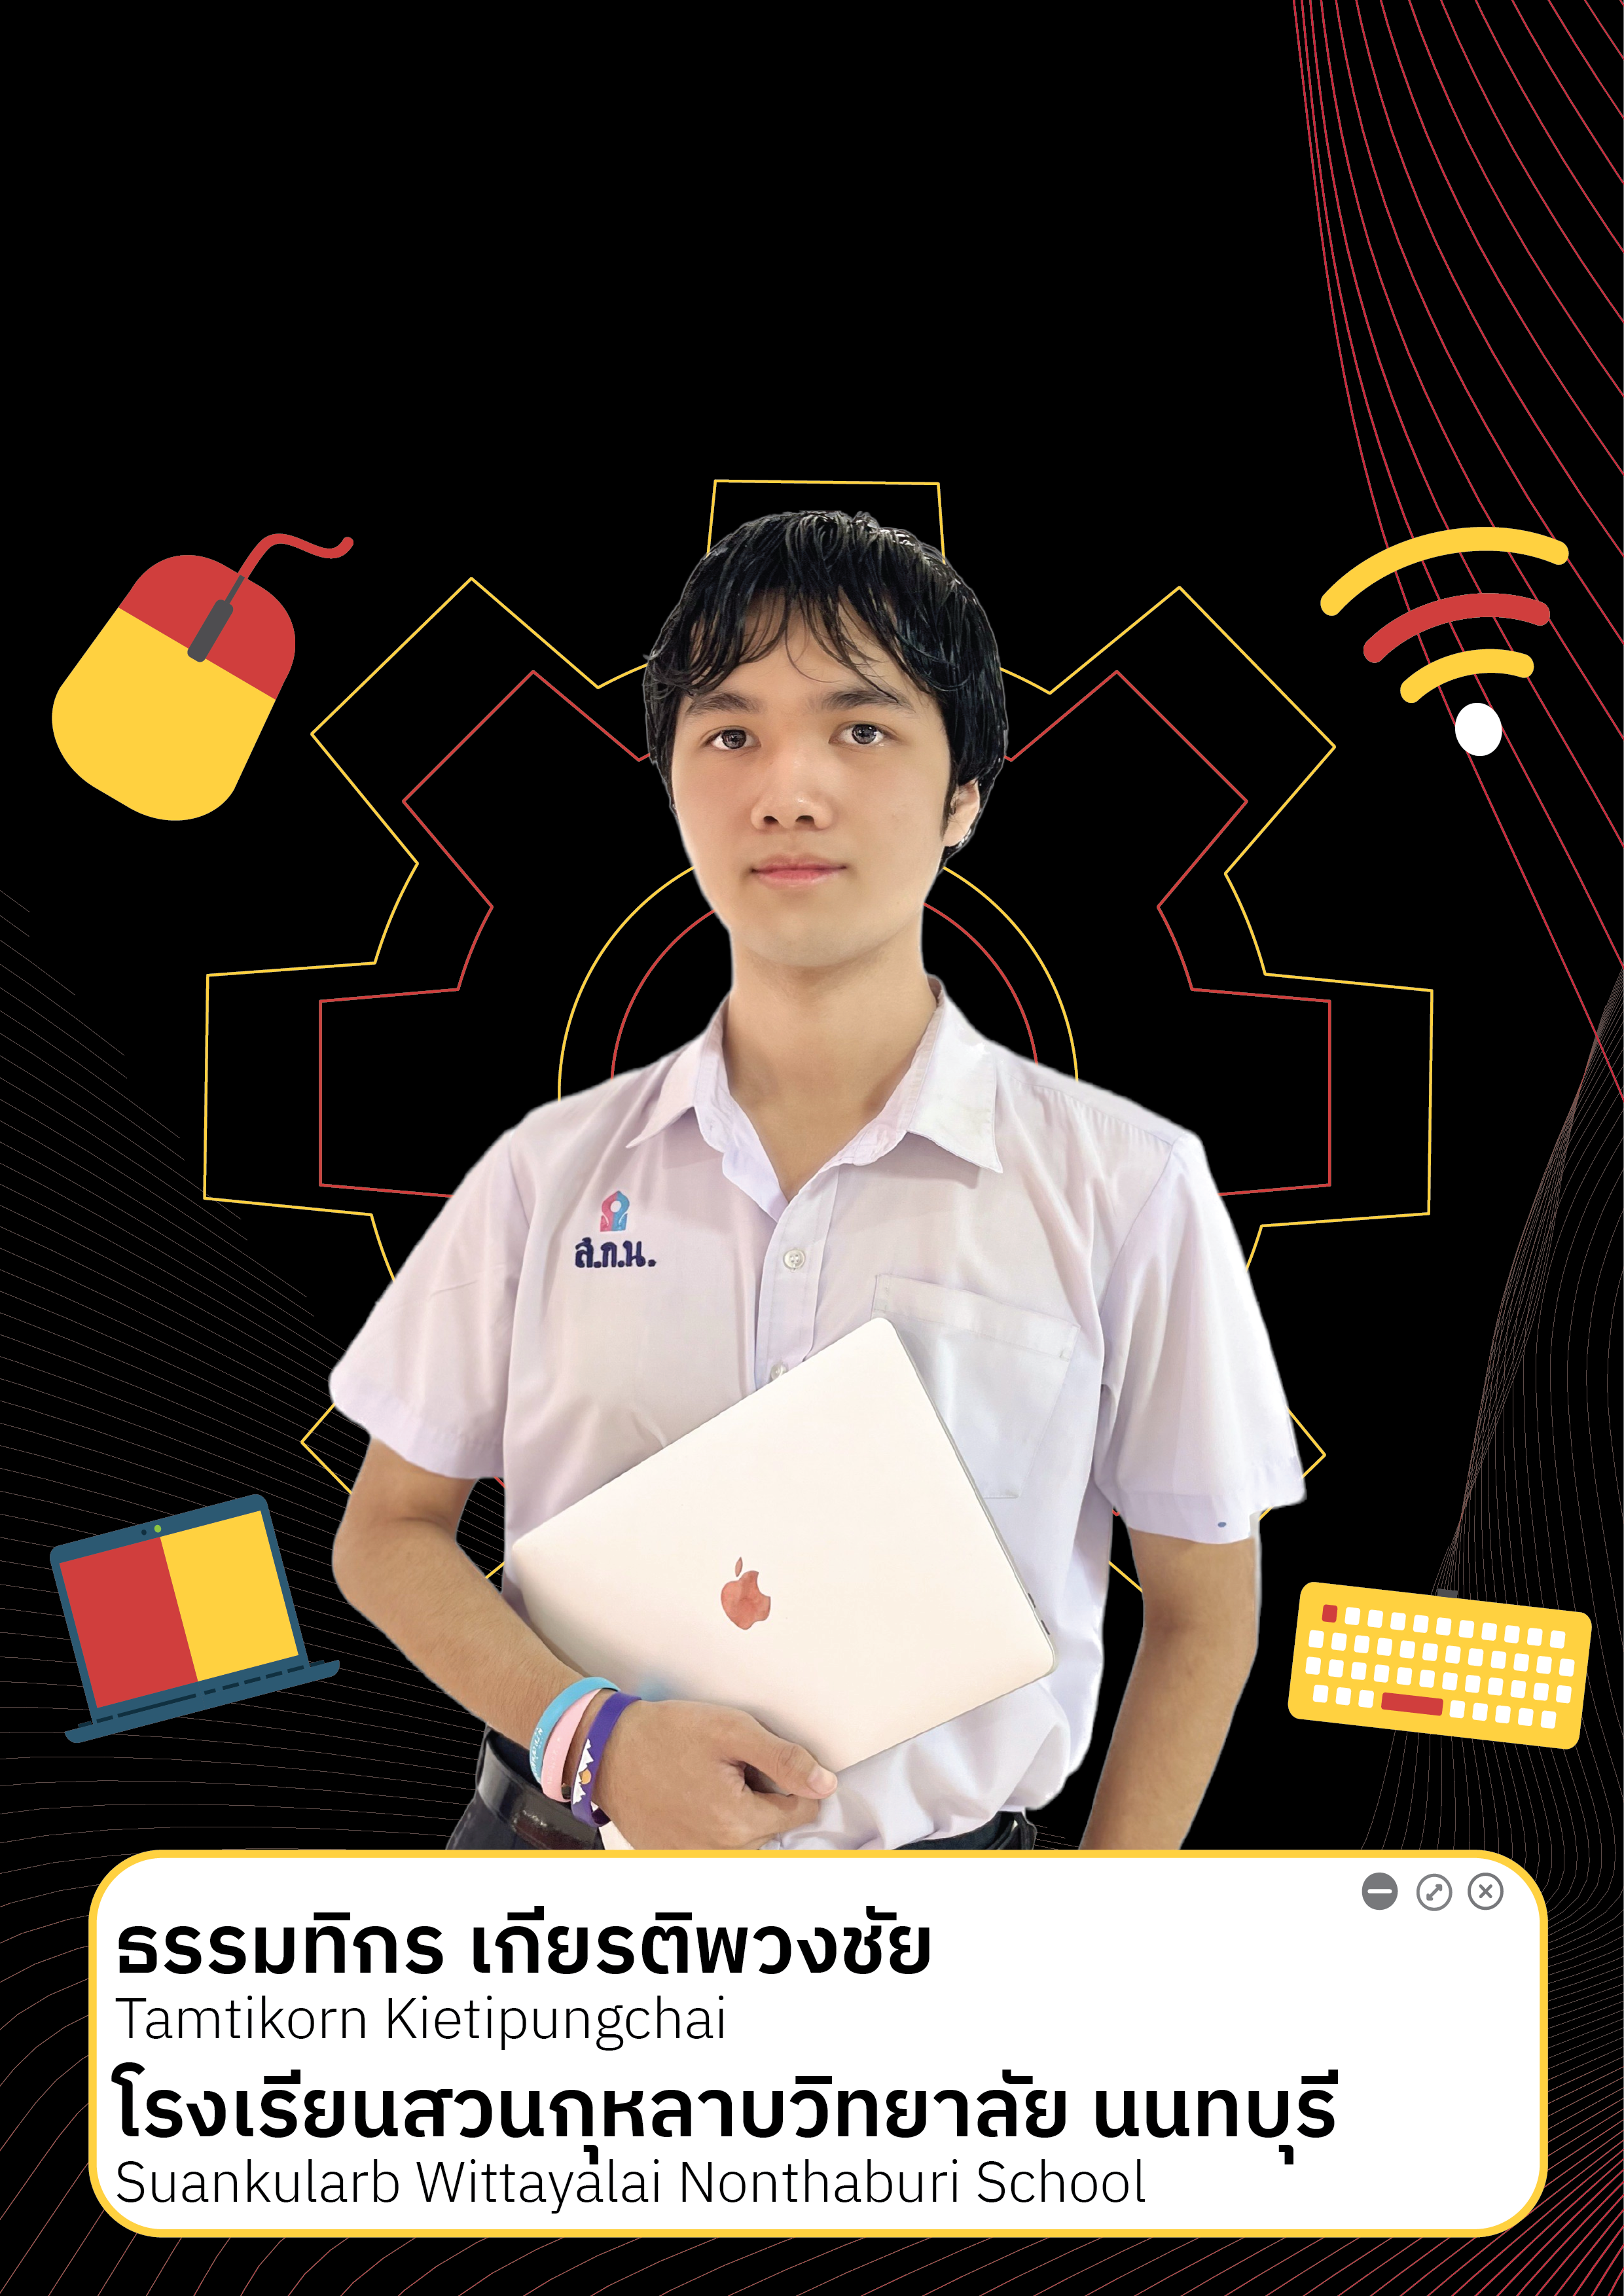 ส.ก.น.
ธรรมทิกร เกียรติพวงชัย
Tamtikorn Kietipungchai
โรงเรียนสวนกุหลาบวิทยาลัย นนทบุรี
Suankularb Wittayalai Nonthaburi School